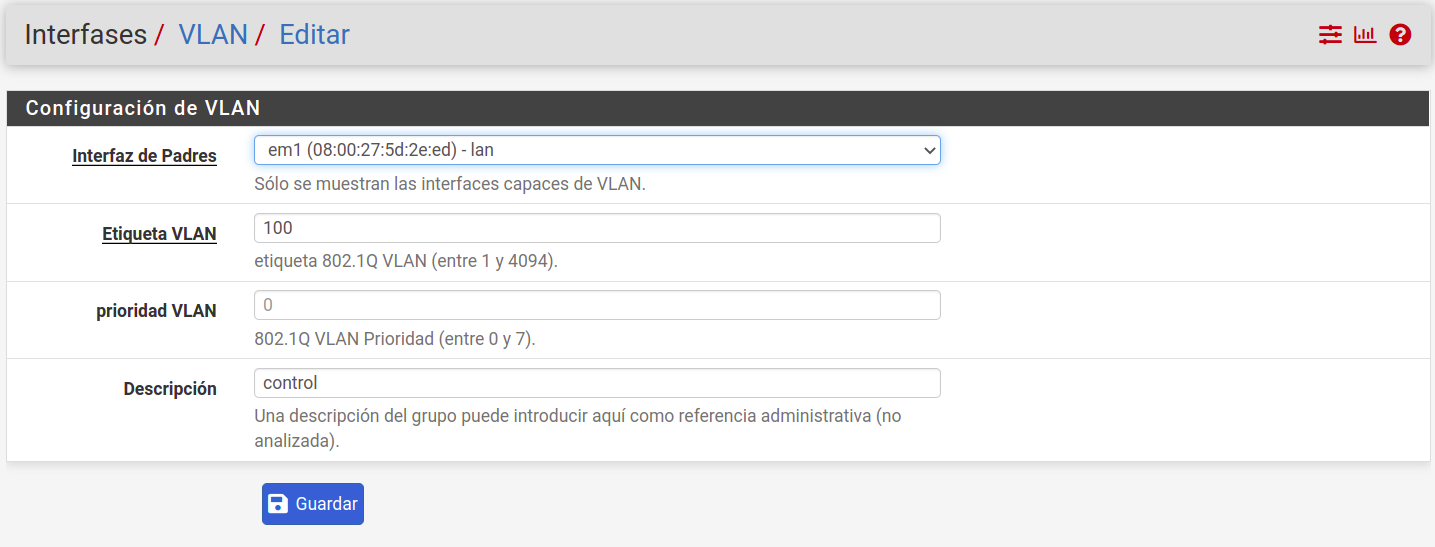 Interfases / VLAN / Editar
Configuración de VLAN
Interfaz de Padres
em1 (08:00:27:5d:2e:ed) - lan
Sólo se muestran las interfaces capaces de VLAN.
Etiqueta VLAN
100
etiqueta 802.1Q VLAN (entre 1 y 4094).
prioridad VLAN
0
802.1Q VLAN Prioridad (entre 0 y 7).
Descripción
control
Una descripción del grupo puede introducir aquí como referencia administrativa (no
analizada).
Guardar